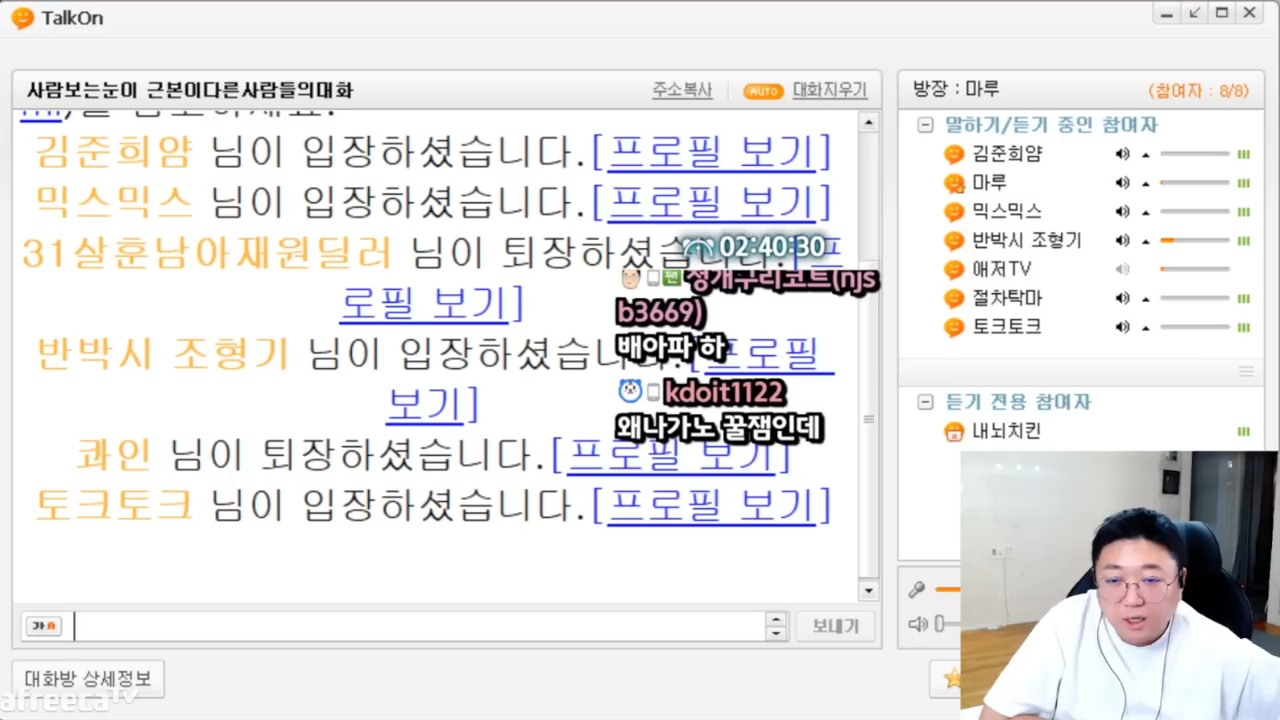 TalkOn
사람보는눈이 근본이다른사람들의대화
주소복사
AUTO
대화지우기
김준희얌 님이 입장하셨습니다.[프로필 보기]
믹스믹스 님이 입장하셨습니다.[프로필 보기]
31살훈남아재원딜러 님이 퇴장하셨습니다.[프
로필 보기]
반박시 조형기 님이 입장하셨습니다.[프로필
보기]
콰인 님이 퇴장하셨습니다.[프로필 보기]
토크토크 님이 입장하셨습니다.[프로필 보기]
02:40:30
팬 청개구리코트(njs
b3669)
배아파 하
kdoit1122
왜나가노 꿀잼인데
가
보내기
대화방 상세정보
afreecaTV
방장 : 마루
(참여자 : 8/8)
말하기/듣기 중인 참여자
김준희얌
마루
믹스믹스
반박시 조형기
애저TV
절차탁마
토크토크
듣기 전용 참여자
내뇌치킨